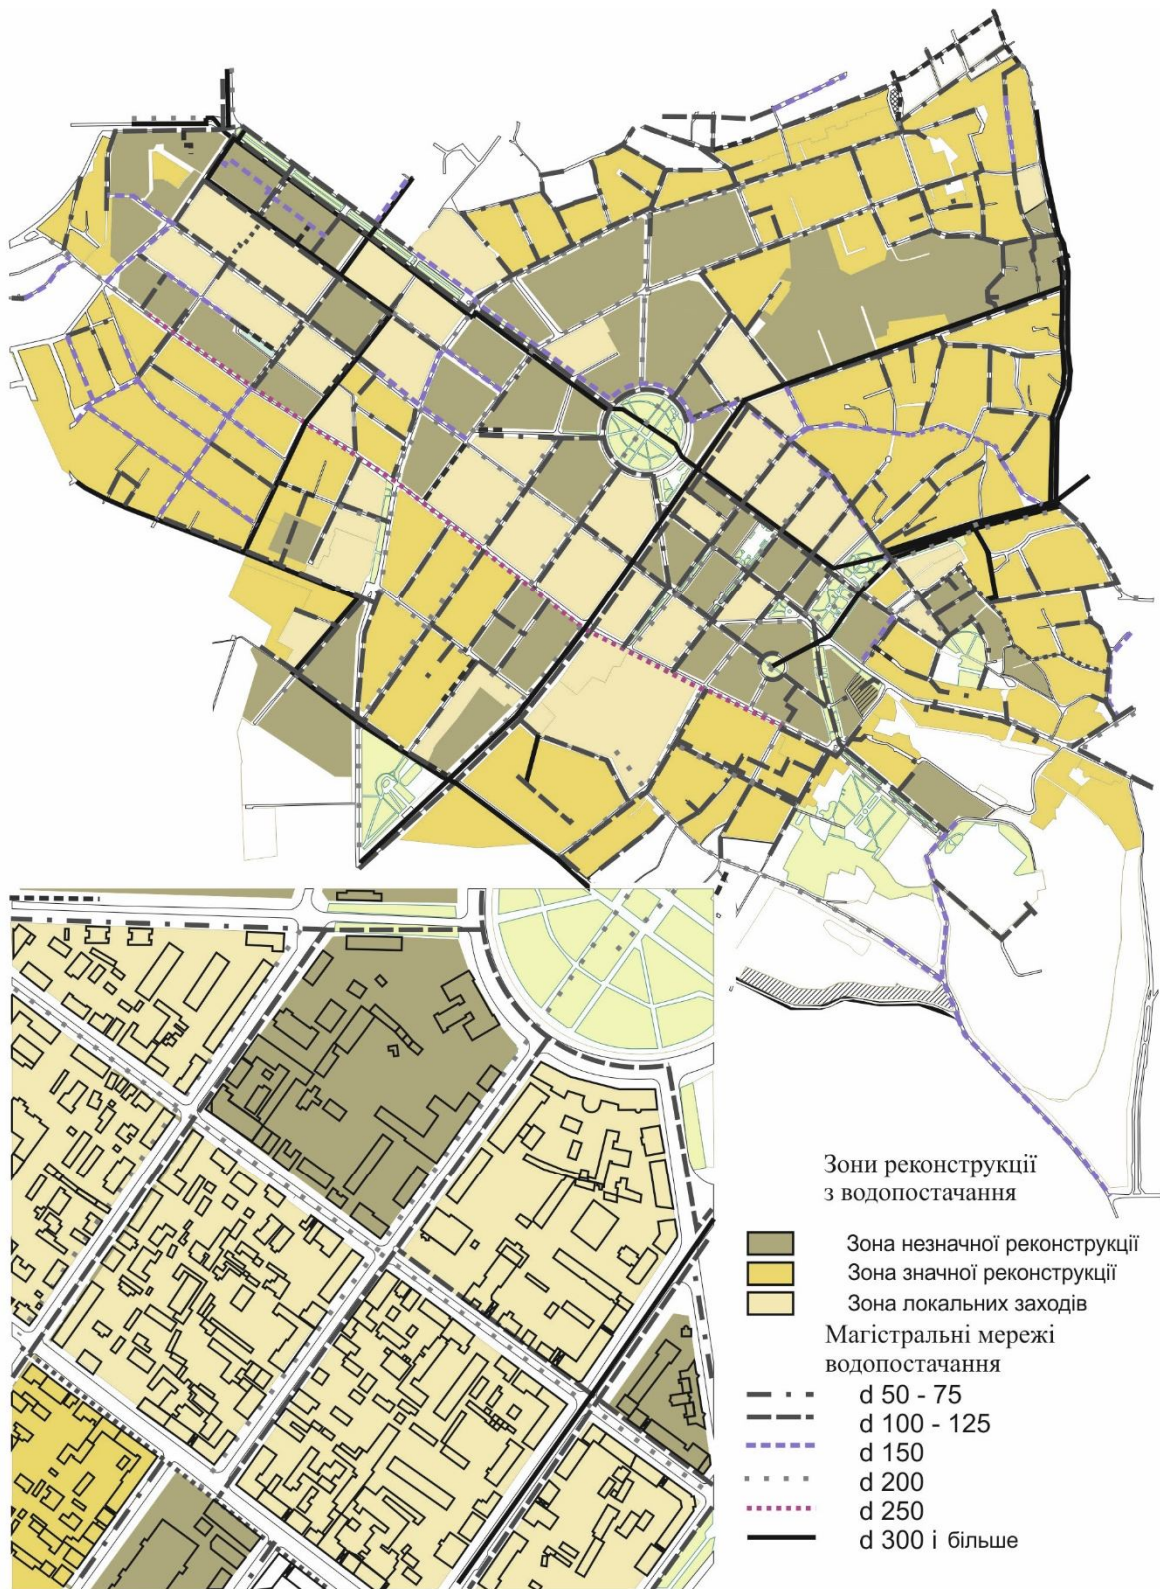 Зони реконструкції
з водопостачання
Зона незначної реконструкції
Зона значної реконструкції
Зона локальних заходів
Магістральні мережі
водопостачання
d 50 - 75
d 100 - 125
d 150
d 200
d 250
d 300 і більше